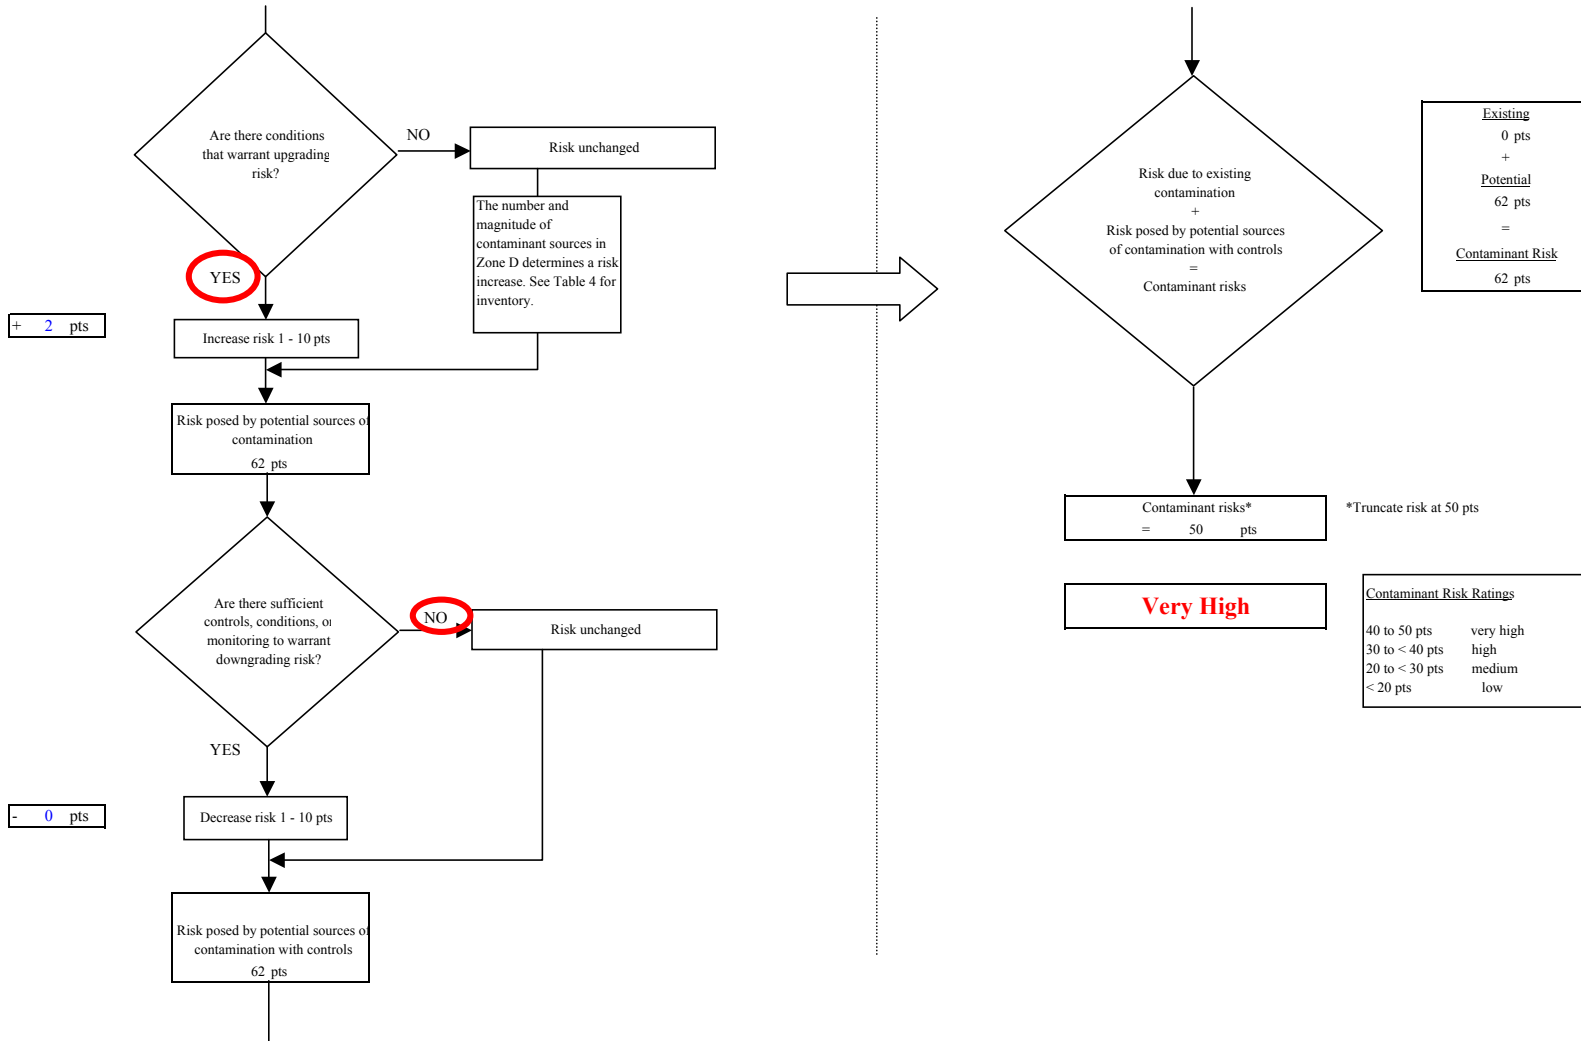 Are there conditions
that warrant upgrading
risk?
NO
Risk unchanged
The number and
magnitude of
contaminant sources in
Zone D determines a risk
increase. See Table 4 for
inventory.
YES
+ 2 pts
Increase risk 1 - 10 pts
Risk posed by potential sources of
contamination
62 pts
Are there sufficient
controls, conditions, or
monitoring to warrant
downgrading risk?
NO
Risk unchanged
YES
- 0 pts
Decrease risk 1 - 10 pts
Risk posed by potential sources of
contamination with controls
62 pts
Risk due to existing
contamination
+
Risk posed by potential sources
of contamination with controls
=
Contaminant risks
Existing
0 pts
+
Potential
62 pts
=
Contaminant Risk
62 pts
Contaminant risks*
= 50 pts
*Truncate risk at 50 pts
Very High
Contaminant Risk Ratings
40 to 50 pts very high
30 to < 40 pts high
20 to < 30 pts medium
< 20 pts low